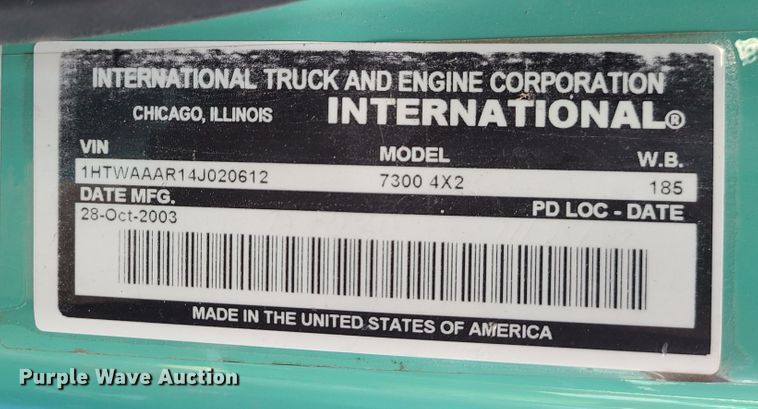 INTERNATIONAL TRUCK AND ENGINE CORPORATION
CHICAGO, ILLINOIS INTERNATIONAL®
VIN MODEL W.B.
1HTWAAAR14J020612 7300 4X2 185
DATE MFG. PD LOC - DATE
28-Oct-2003
MADE IN THE UNITED STATES OF AMERICA
Purple Wave Auction